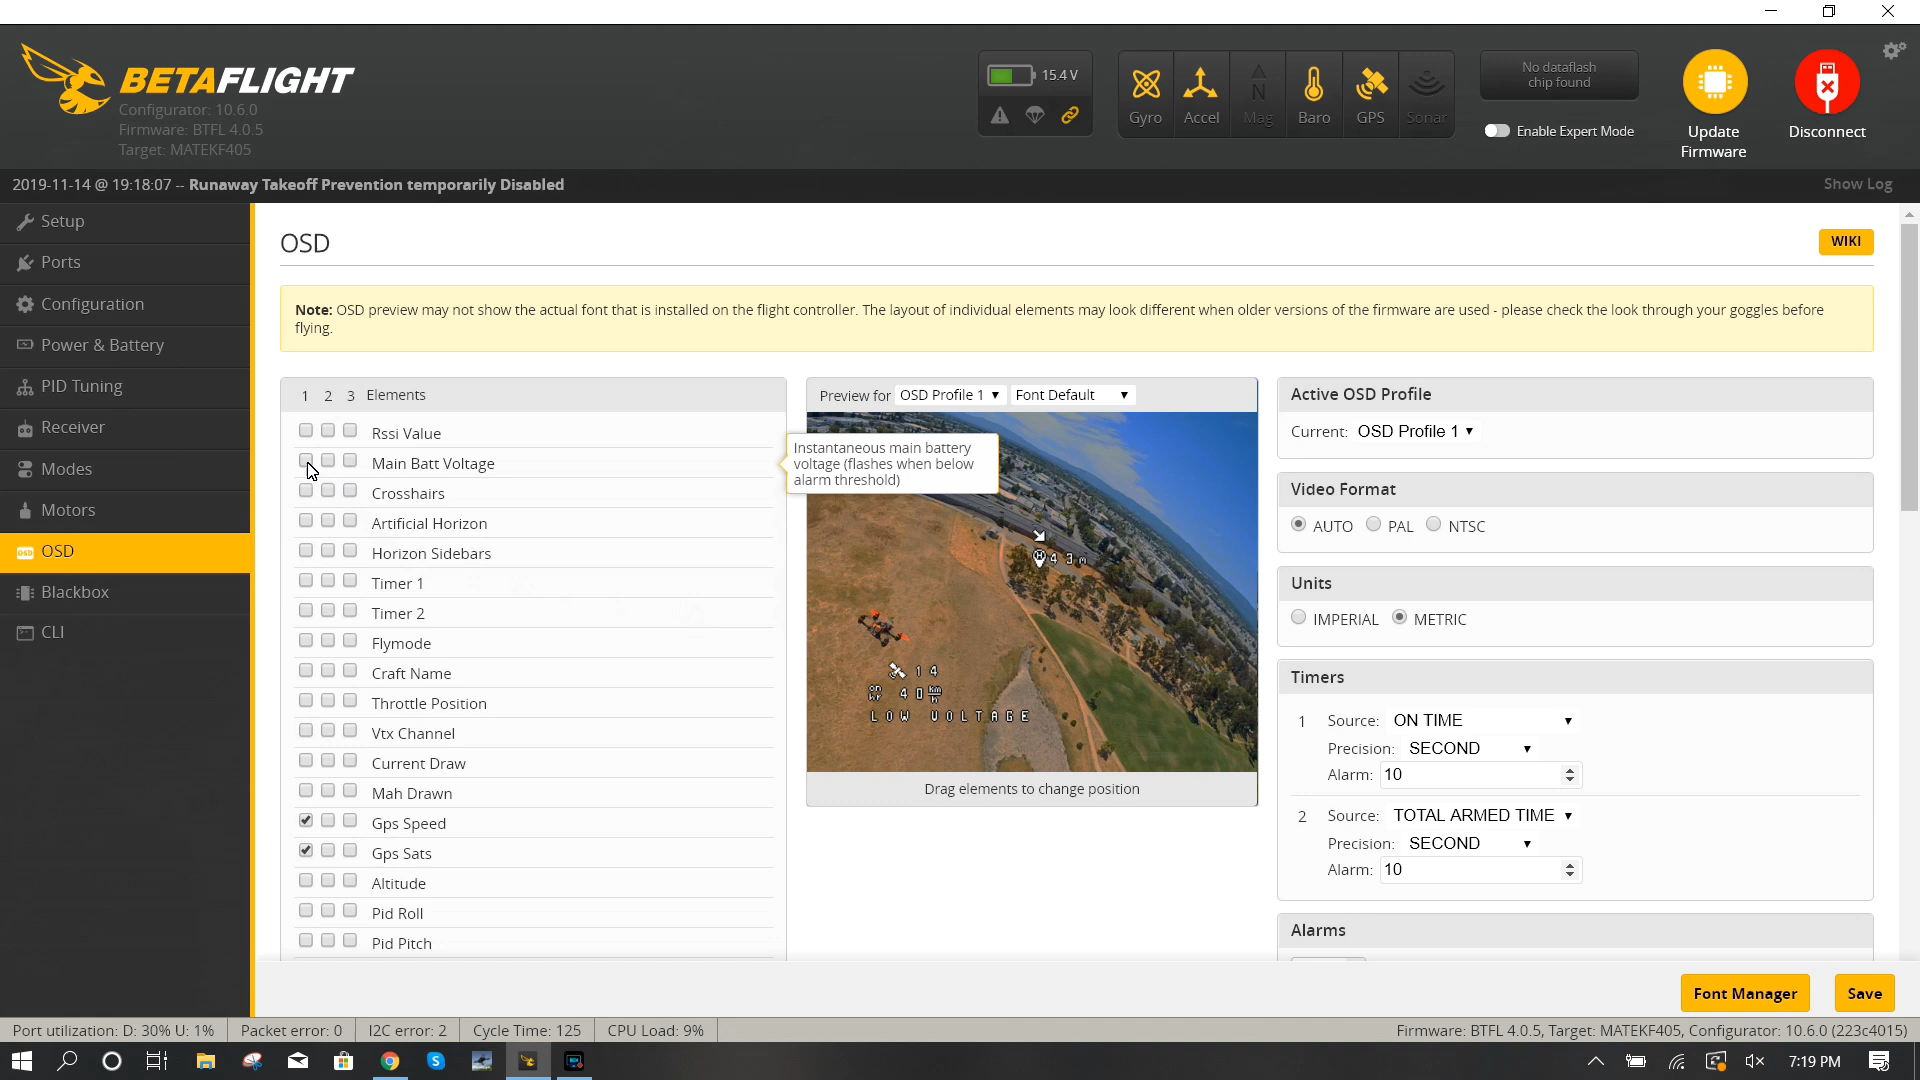 BETAFLIGHT
Configurator: 10.6.0
Firmware: BTFL 4.0.5
Target: MATEKF405
15.4 V
Gyro
Accel
Mag
Baro
GPS
Sonar
No dataflash
chip found
Enable Expert Mode
Update
Firmware
Disconnect
2019-11-14 @ 19:18:07 -- Runaway Takeoff Prevention temporarily Disabled
Show Log
Setup
Ports
Configuration
Power & Battery
PID Tuning
Receiver
Modes
Motors
OSD
Blackbox
CLI
OSD
WIKI
Note: OSD preview may not show the actual font that is installed on the flight controller. The layout of individual elements may look different when older versions of the firmware are used - please check the look through your goggles before
flying.
1 2 3 Elements
Rssi Value
Main Batt Voltage
Crosshairs
Artificial Horizon
Horizon Sidebars
Timer 1
Timer 2
Flymode
Craft Name
Throttle Position
Vtx Channel
Current Draw
Mah Drawn
Gps Speed
Gps Sats
Altitude
Pid Roll
Pid Pitch
Preview for OSD Profile 1 Font Default
Instantaneous main battery
voltage (flashes when below
alarm threshold)
H 43 m
14
on hr 40 km h
LOW VOLTAGE
Drag elements to change position
Active OSD Profile
Current: OSD Profile 1
Video Format
AUTO PAL NTSC
Units
IMPERIAL METRIC
Timers
1 Source: ON TIME
Precision: SECOND
Alarm: 10
2 Source: TOTAL ARMED TIME
Precision: SECOND
Alarm: 10
Alarms
Font Manager
Save
Port utilization: D: 30% U: 1% Packet error: 0 I2C error: 2 Cycle Time: 125 CPU Load: 9%
Firmware: BTFL 4.0.5, Target: MATEKF405, Configurator: 10.6.0 (223c4015)
7:19 PM